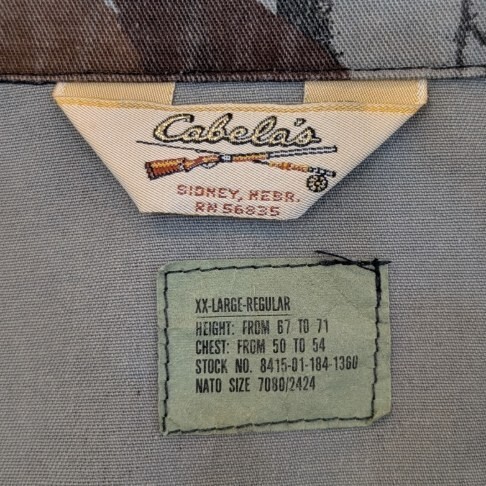 Cabela's
SIDNEY, NEBR.
RN 56835
XX-LARGE-REGULAR
HEIGHT: FROM 67 TO 71
CHEST: FROM 50 TO 54
STOCK NO. 8415-01-184-1360
NATO SIZE 7080/2424